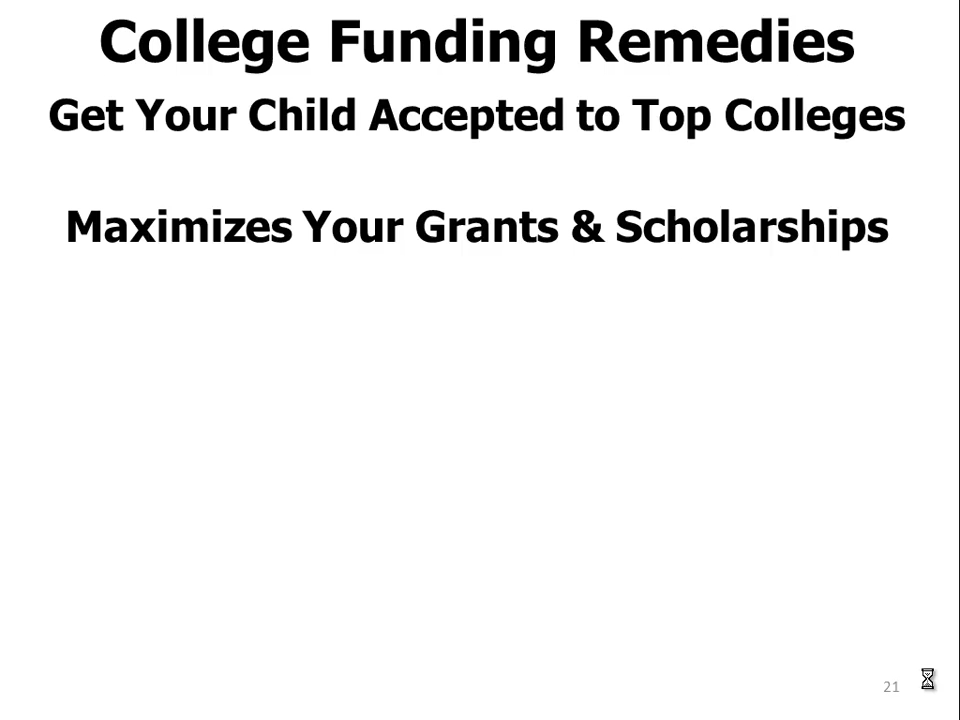 College Funding Remedies
Get Your Child Accepted to Top Colleges
Maximizes Your Grants & Scholarships
21